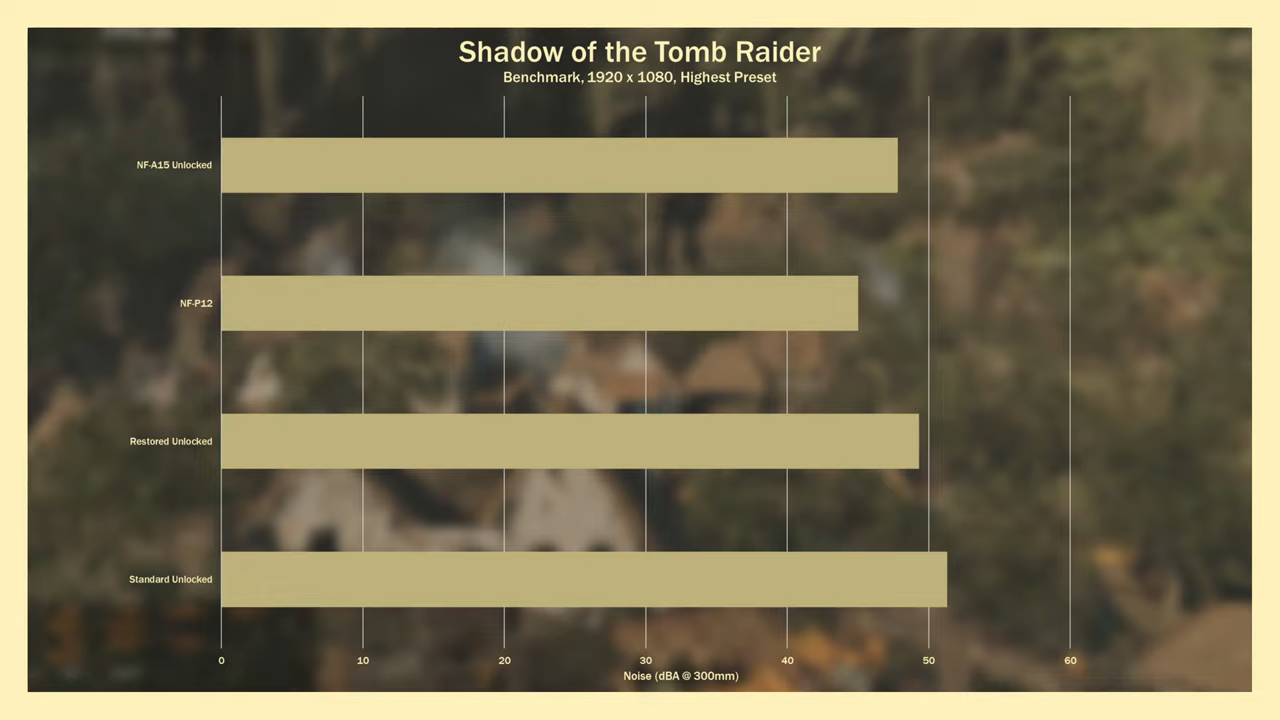 Shadow of the Tomb Raider
Benchmark, 1920 x 1080, Highest Preset
NF-A15 Unlocked
NF-P12
Restored Unlocked
Standard Unlocked
0 10 20 30 40 50 60
Noise (dBA @ 300mm)